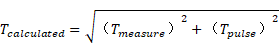 T_calculated = √( (T_measure)² + (T_pulse)² )